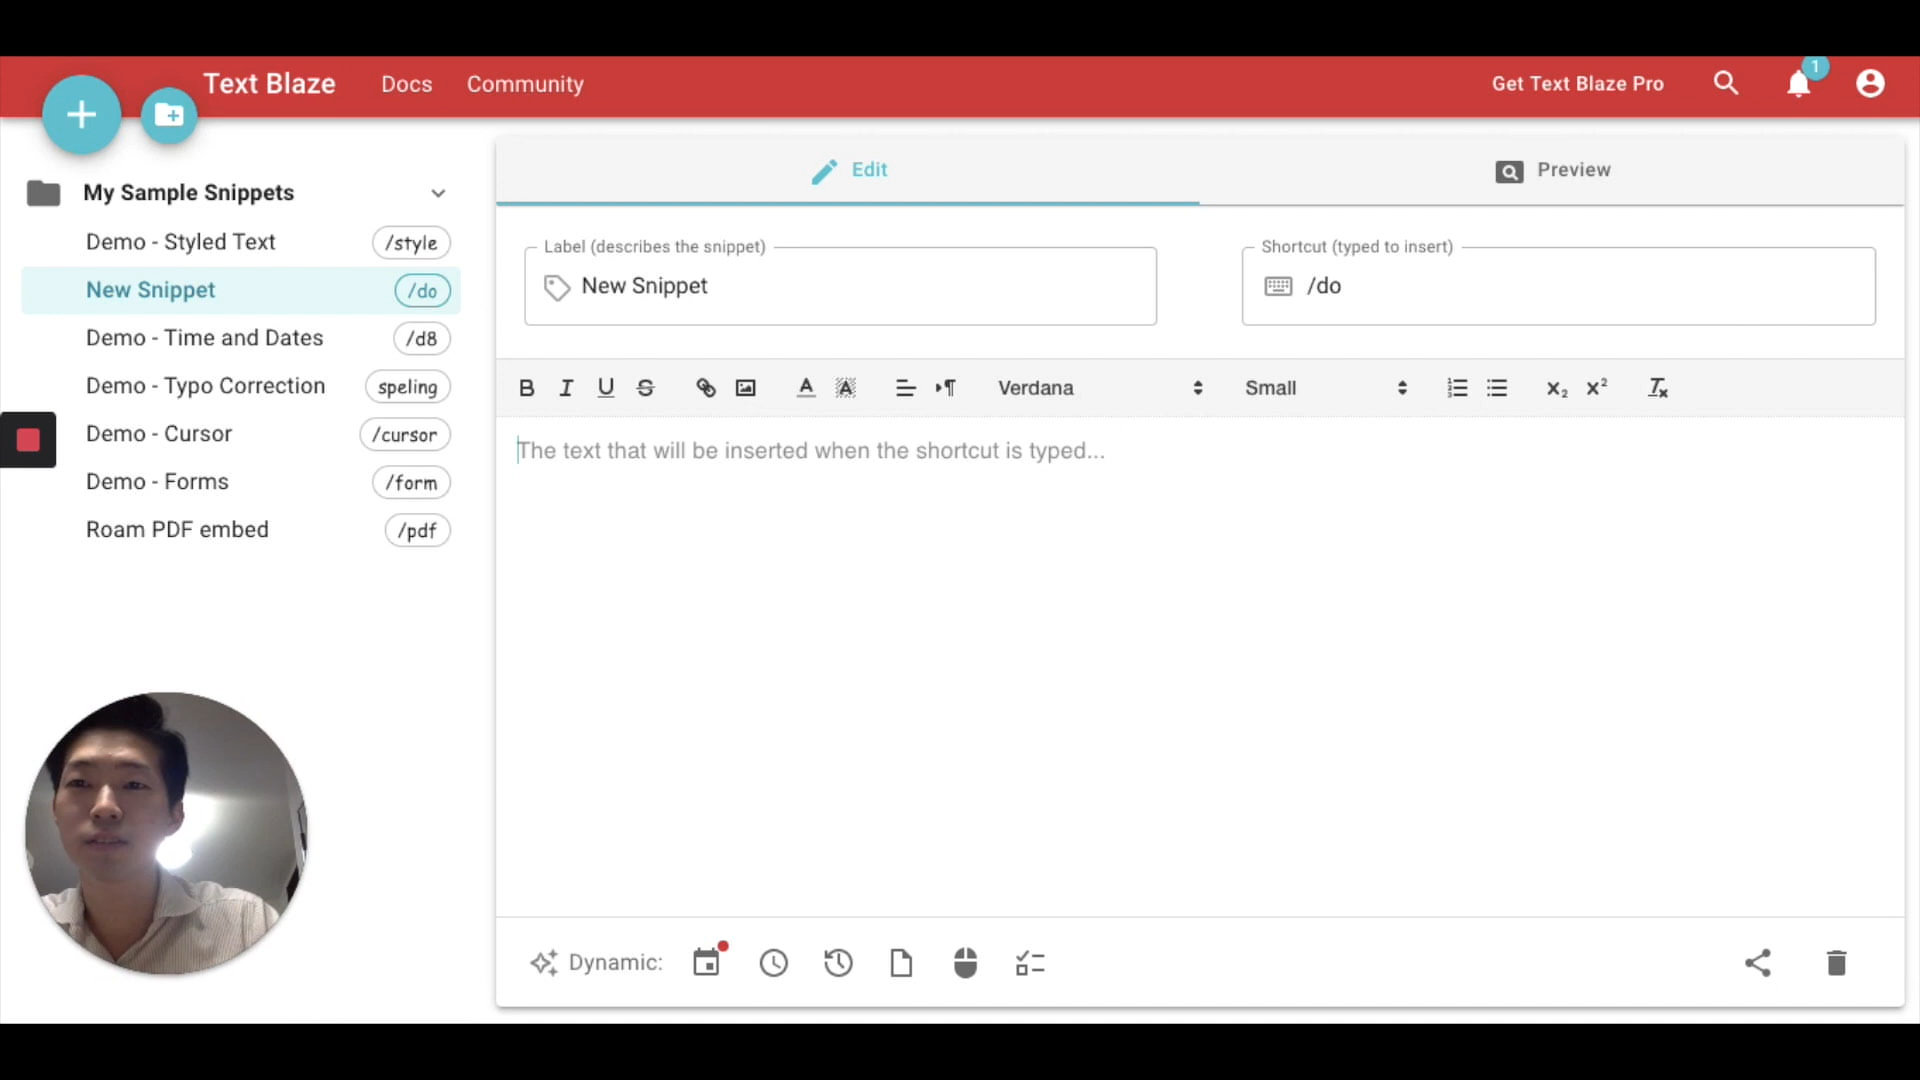 Text Blaze Docs Community Get Text Blaze Pro 1
My Sample Snippets
Demo - Styled Text /style
New Snippet /do
Demo - Time and Dates /d8
Demo - Typo Correction speling
Demo - Cursor /cursor
Demo - Forms /form
Roam PDF embed /pdf
Edit Preview
Label (describes the snippet) Shortcut (typed to insert)
New Snippet /do
Verdana Small
The text that will be inserted when the shortcut is typed...
Dynamic: